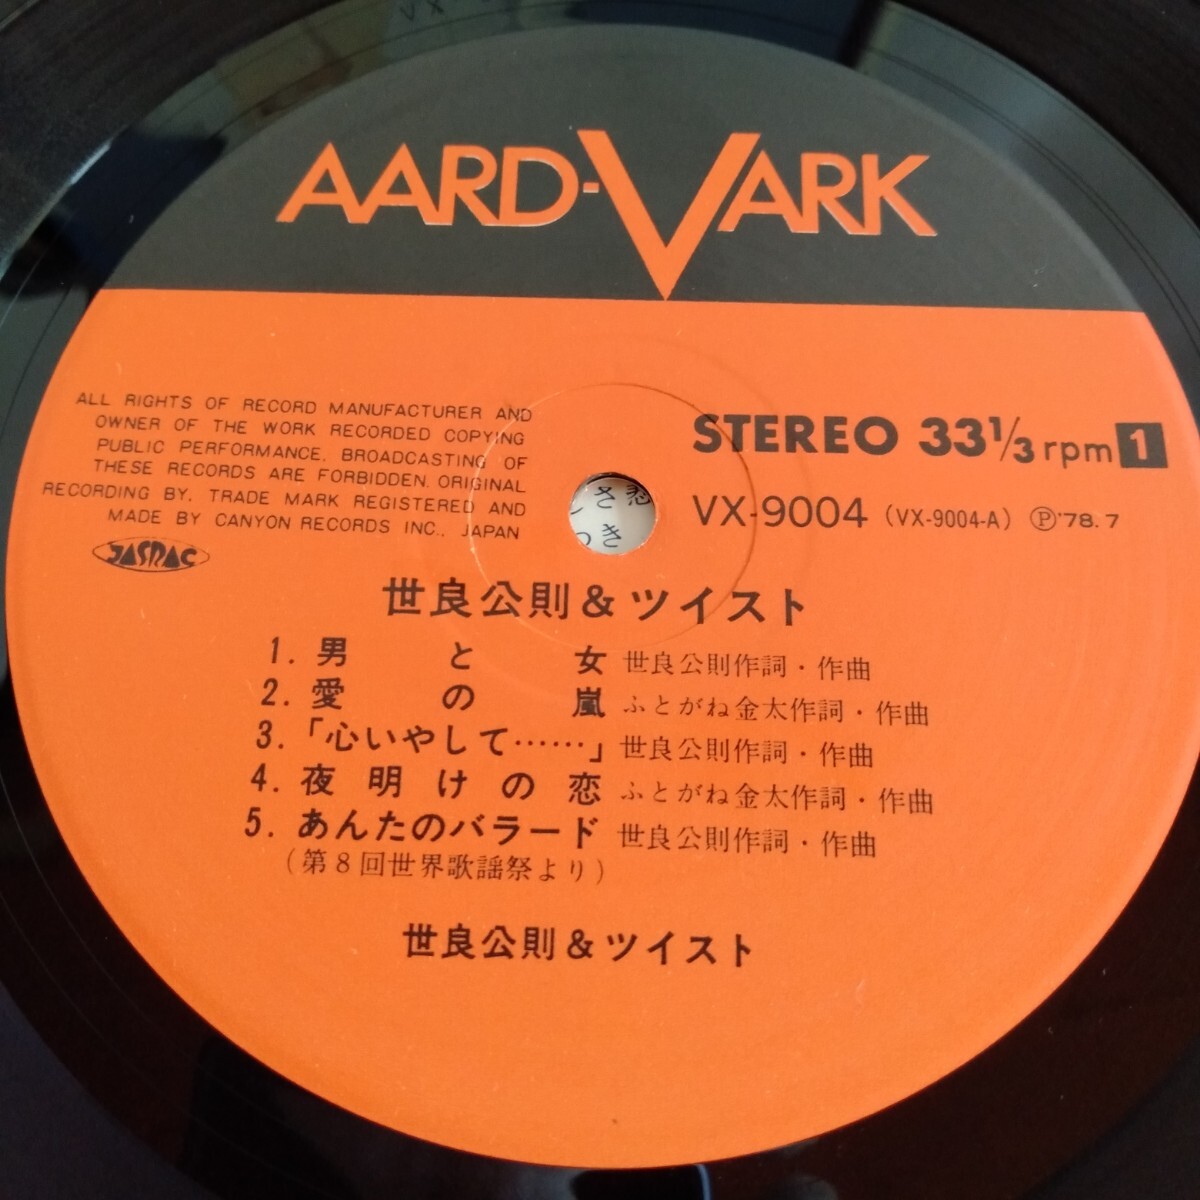 AARD-VARK
ALL RIGHTS OF RECORD MANUFACTURER AND
OWNER OF THE WORK RECORDED COPYING
PUBLIC PERFORMANCE. BROADCASTING OF
THESE RECORDS ARE FORBIDDEN. ORIGINAL
RECORDING BY. TRADE MARK REGISTERED AND
MADE BY CANYON RECORDS INC., JAPAN
JASRAC
STEREO 33⅓ rpm 1
VX-9004 (VX-9004-A) Ⓟ'78.7
世良公則&ツイスト
1. 男と女 世良公則作詞・作曲
2. 愛の嵐 ふとがね金太作詞・作曲
3. 「心いやして……」 世良公則作詞・作曲
4. 夜明けの恋 ふとがね金太作詞・作曲
5. あんたのバラード 世良公則作詞・作曲
(第8回世界歌謡祭より)
世良公則&ツイスト